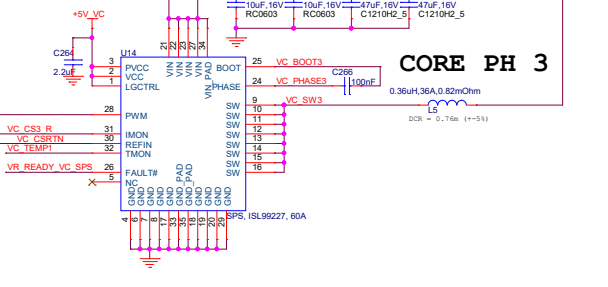 10uF,16V 10uF,16V 47uF,16V 47uF,16V
RC0603 RC0603 C1210H2_5 C1210H2_5
+5V_VC
C264
2.2uF
U14
21 22 23 27 34
VIN VIN VIN VIN VIN_PAD
3 PVCC
2 VCC
1 LGCTRL
28 PWM
VC_CS3_R 31 IMON
VC_CSRTN 30 REFIN
VC_TEMP1 32 TMON
VR_READY_VC_SPS 26 FAULT#
5 NC
BOOT 25 VC_BOOT3
PHASE 24 VC_PHASE3
C266
100nF
SW 9 VC_SW3
SW 10
SW 11
SW 12
SW 13
SW 14
SW 15
SW 16
CORE PH 3
0.36uH,36A,0.82mOhm
L5
DCR = 0.76m (+-5%)
GND GND GND GND GND GND_PAD GND_PAD GND GND GND GND
4 6 7 8 17 33 35 18 19 20 29
SPS, ISL99227, 60A